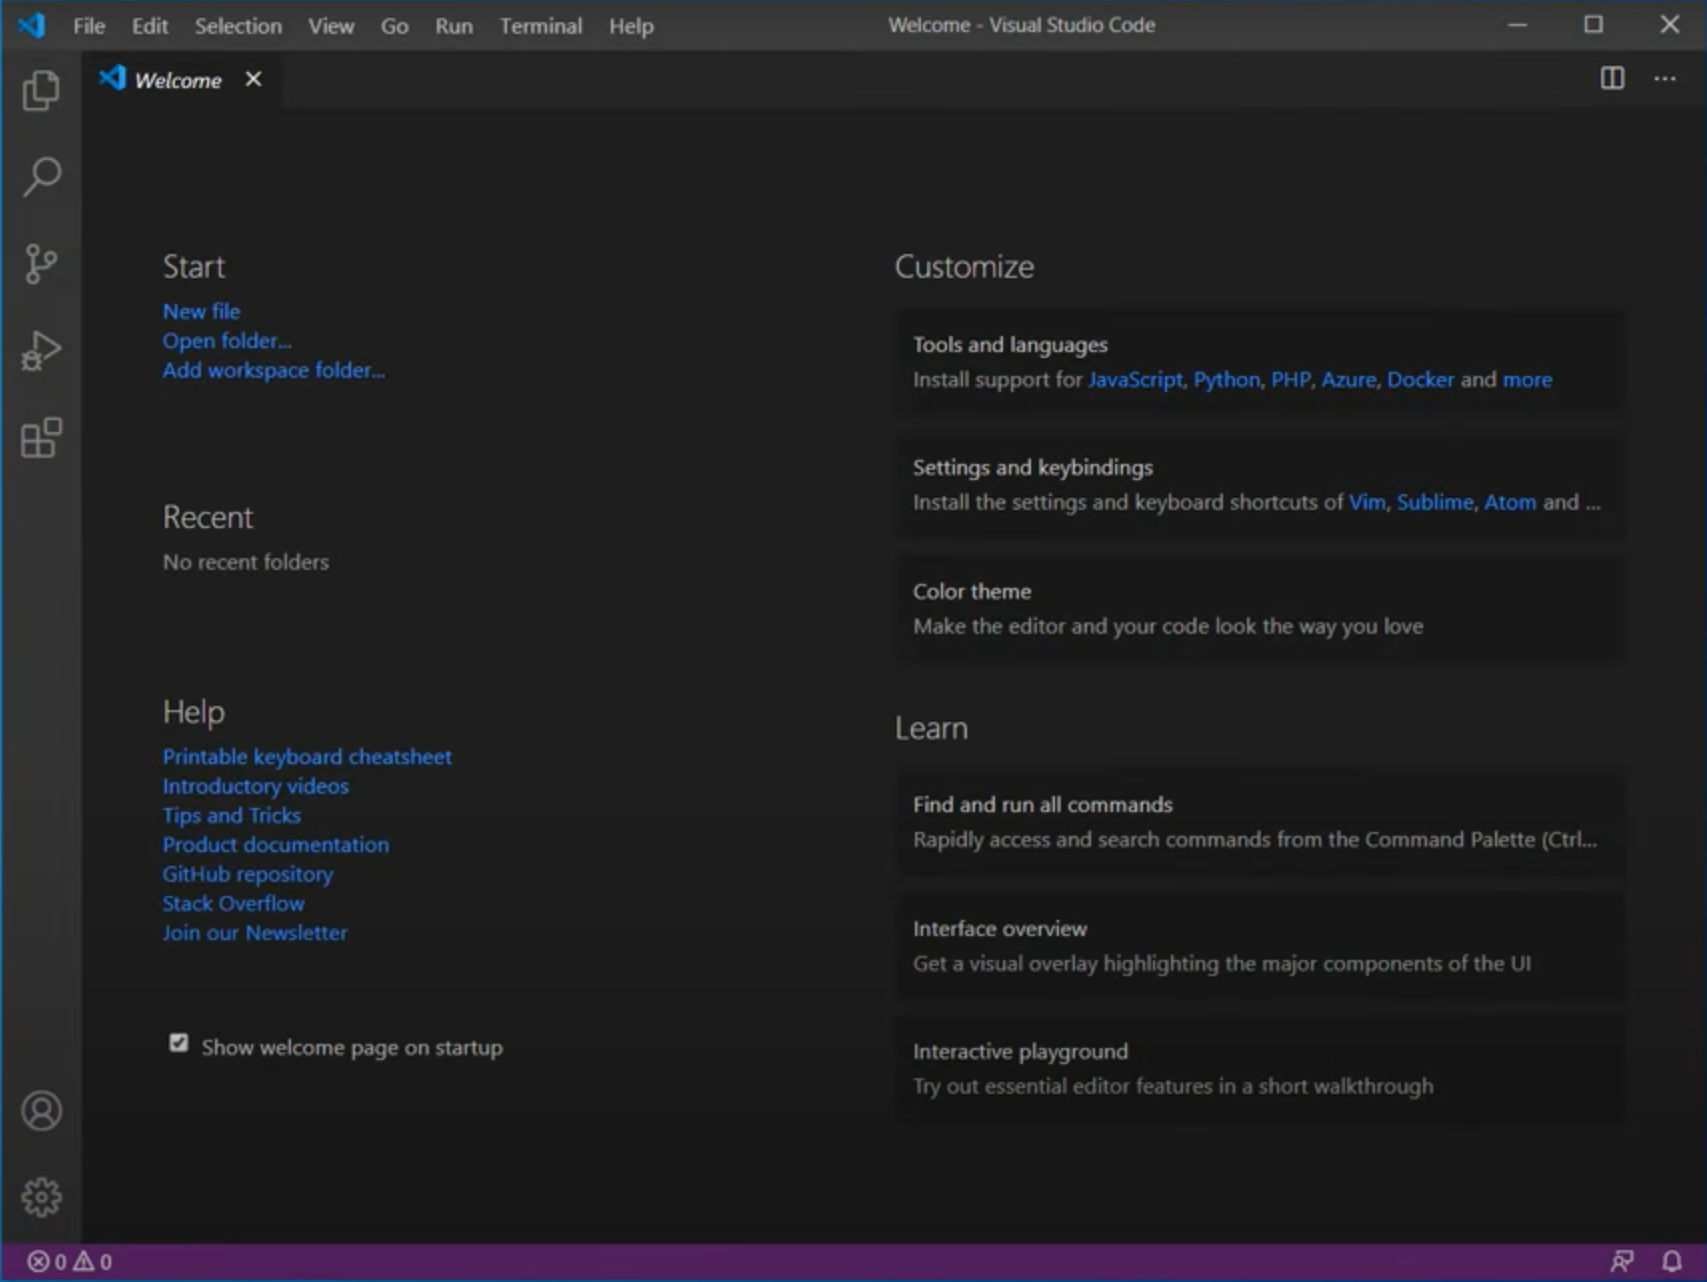 File Edit Selection View Go Run Terminal Help Welcome - Visual Studio Code
Welcome
Start
New file
Open folder...
Add workspace folder...
Recent
No recent folders
Help
Printable keyboard cheatsheet
Introductory videos
Tips and Tricks
Product documentation
GitHub repository
Stack Overflow
Join our Newsletter
Show welcome page on startup
Customize
Tools and languages
Install support for JavaScript, Python, PHP, Azure, Docker and more
Settings and keybindings
Install the settings and keyboard shortcuts of Vim, Sublime, Atom and ...
Color theme
Make the editor and your code look the way you love
Learn
Find and run all commands
Rapidly access and search commands from the Command Palette (Ctrl...
Interface overview
Get a visual overlay highlighting the major components of the UI
Interactive playground
Try out essential editor features in a short walkthrough
0 0